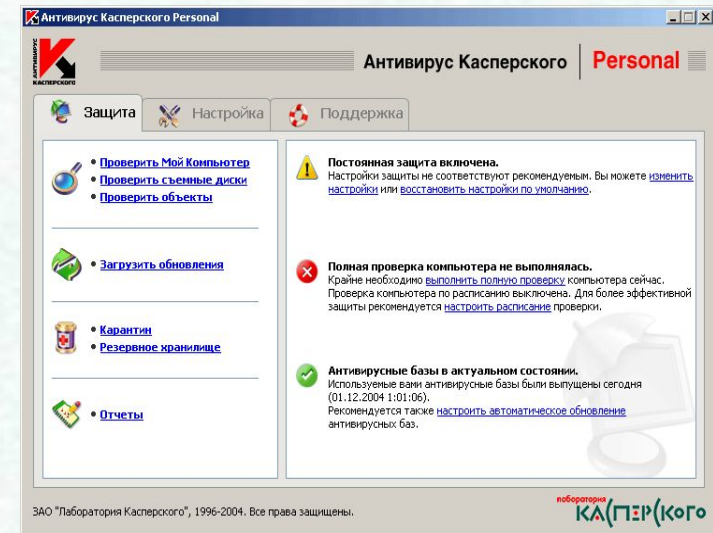 Антивирус Касперского Personal
АНТИВИРУС
КАСПЕРСКОГО
Антивирус Касперского Personal
Защита Настройка Поддержка
• Проверить Мой Компьютер
• Проверить съемные диски
• Проверить объекты
• Загрузить обновления
• Карантин
• Резервное хранилище
• Отчеты
Постоянная защита включена.
Настройки защиты не соответствуют рекомендуемым. Вы можете изменить
настройки или восстановить настройки по умолчанию.
Полная проверка компьютера не выполнялась.
Крайне необходимо выполнить полную проверку компьютера сейчас.
Проверка компьютера по расписанию выключена. Для более эффективной
защиты рекомендуется настроить расписание проверки.
Антивирусные базы в актуальном состоянии.
Используемые вами антивирусные базы были выпущены сегодня
(01.12.2004 1:01:06).
Рекомендуется также настроить автоматическое обновление
антивирусных баз.
ЗАО "Лаборатория Касперского", 1996-2004. Все права защищены.
лаборатория
КАСПЕРСКОГО